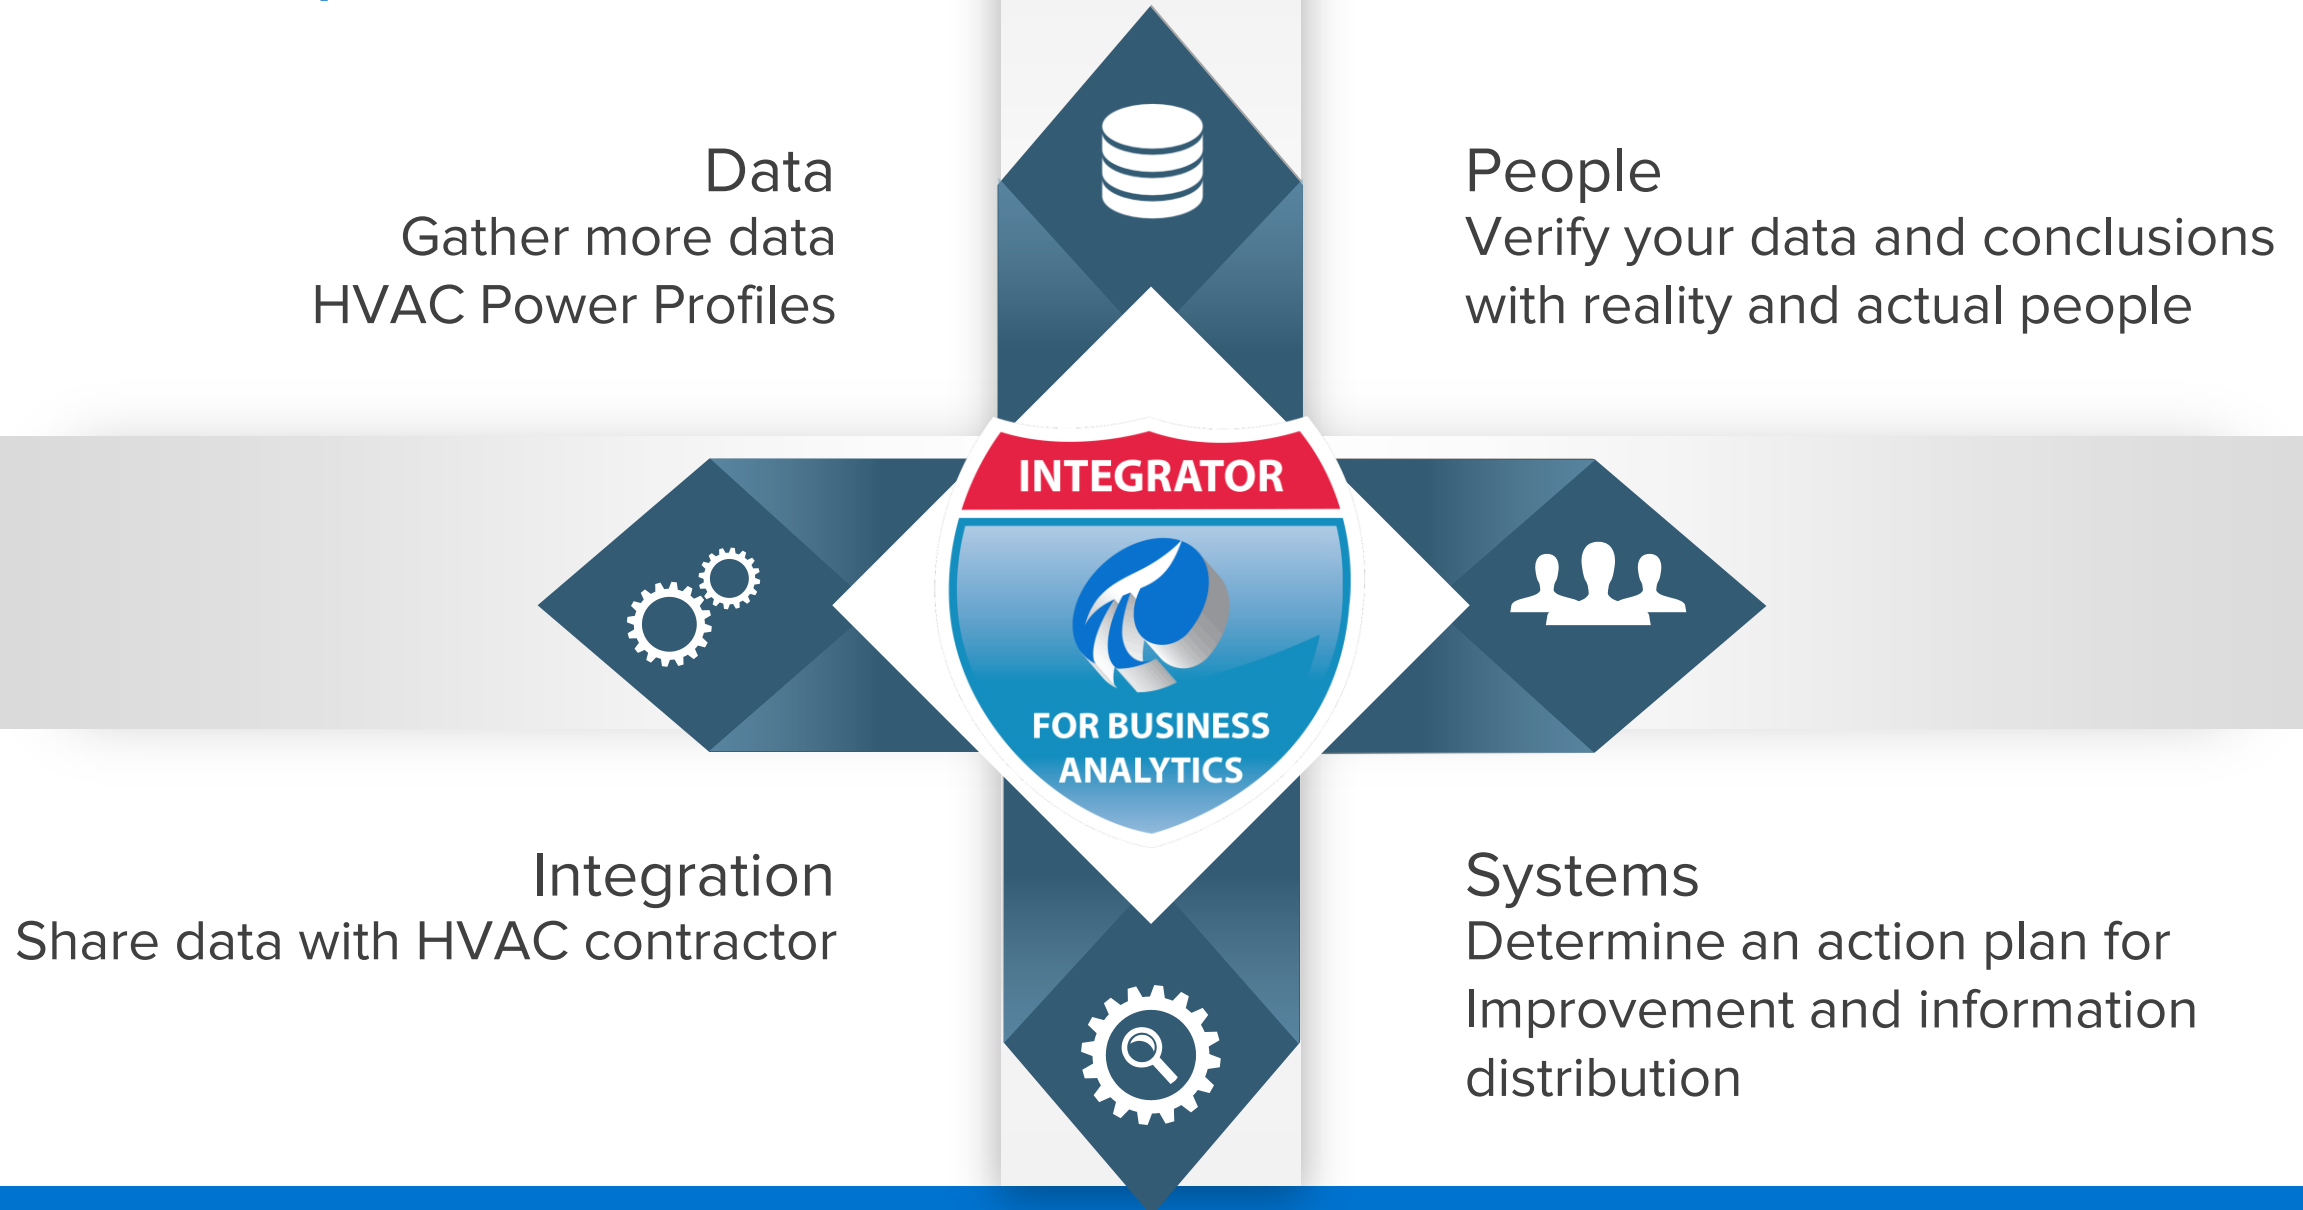 Data
Gather more data
HVAC Power Profiles
People
Verify your data and conclusions
with reality and actual people
INTEGRATOR
FOR BUSINESS
ANALYTICS
Integration
Share data with HVAC contractor
Systems
Determine an action plan for
Improvement and information
distribution